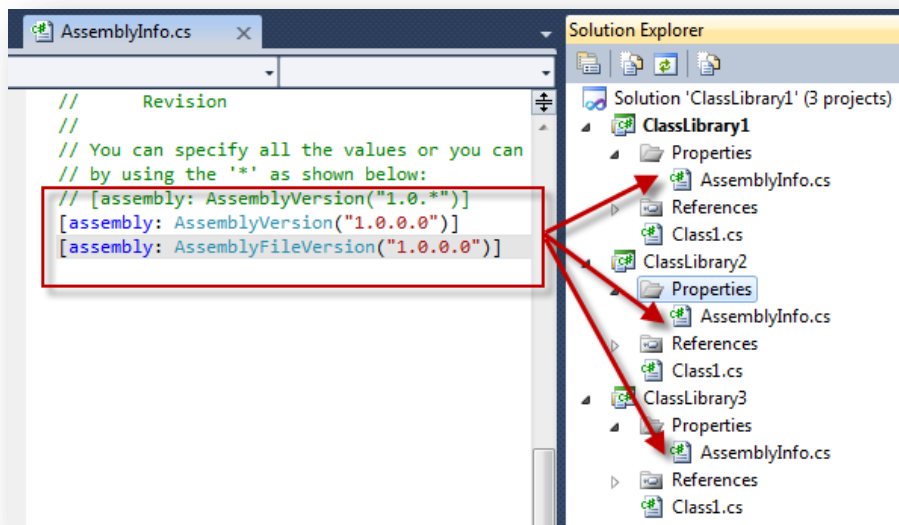 AssemblyInfo.cs
// Revision
//
// You can specify all the values or you can
// by using the '*' as shown below:
// [assembly: AssemblyVersion("1.0.*")]
[assembly: AssemblyVersion("1.0.0.0")]
[assembly: AssemblyFileVersion("1.0.0.0")]
Solution Explorer
Solution 'ClassLibrary1' (3 projects)
ClassLibrary1
Properties
AssemblyInfo.cs
References
Class1.cs
ClassLibrary2
Properties
AssemblyInfo.cs
References
Class1.cs
ClassLibrary3
Properties
AssemblyInfo.cs
References
Class1.cs